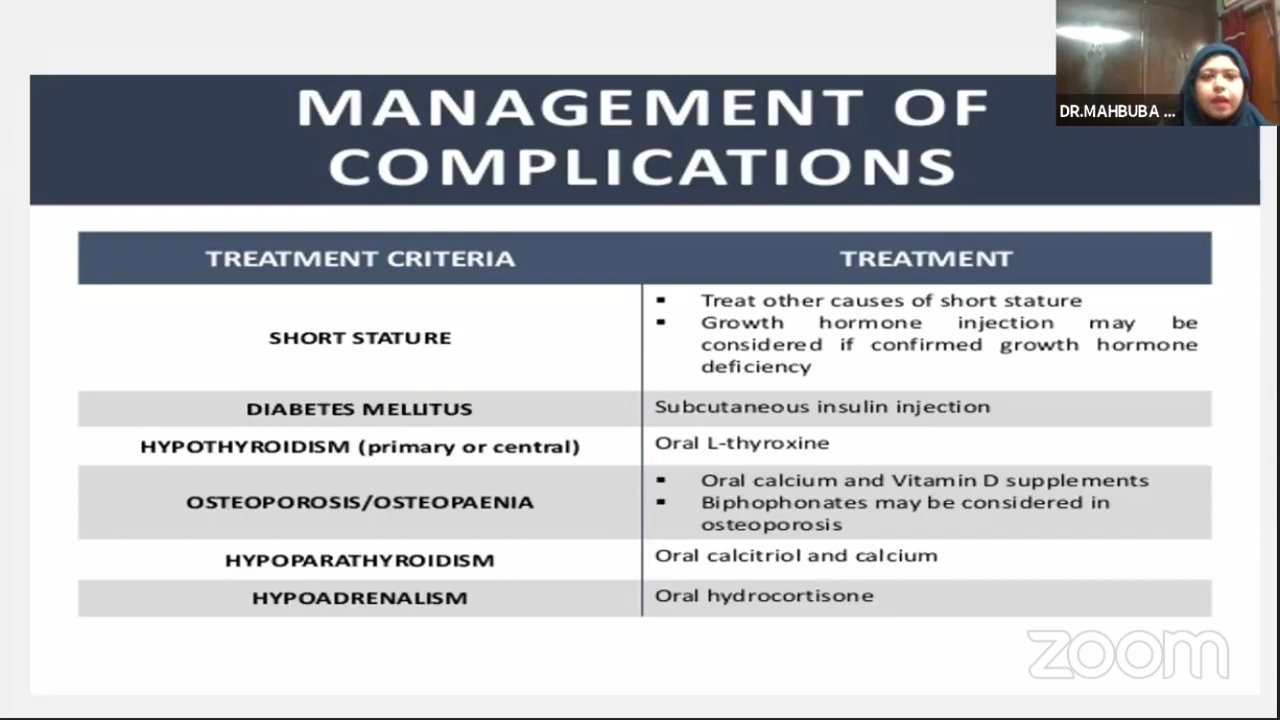 DR.MAHBUBA ...
MANAGEMENT OF
COMPLICATIONS
TREATMENT CRITERIA
TREATMENT
SHORT STATURE
▪ Treat other causes of short stature
▪ Growth hormone injection may be
considered if confirmed growth hormone
deficiency
DIABETES MELLITUS
Subcutaneous insulin injection
HYPOTHYROIDISM (primary or central)
Oral L-thyroxine
OSTEOPOROSIS/OSTEOPAENIA
▪ Oral calcium and Vitamin D supplements
▪ Biphophonates may be considered in
osteoporosis
HYPOPARATHYROIDISM
Oral calcitriol and calcium
HYPOADRENALISM
Oral hydrocortisone
zoom